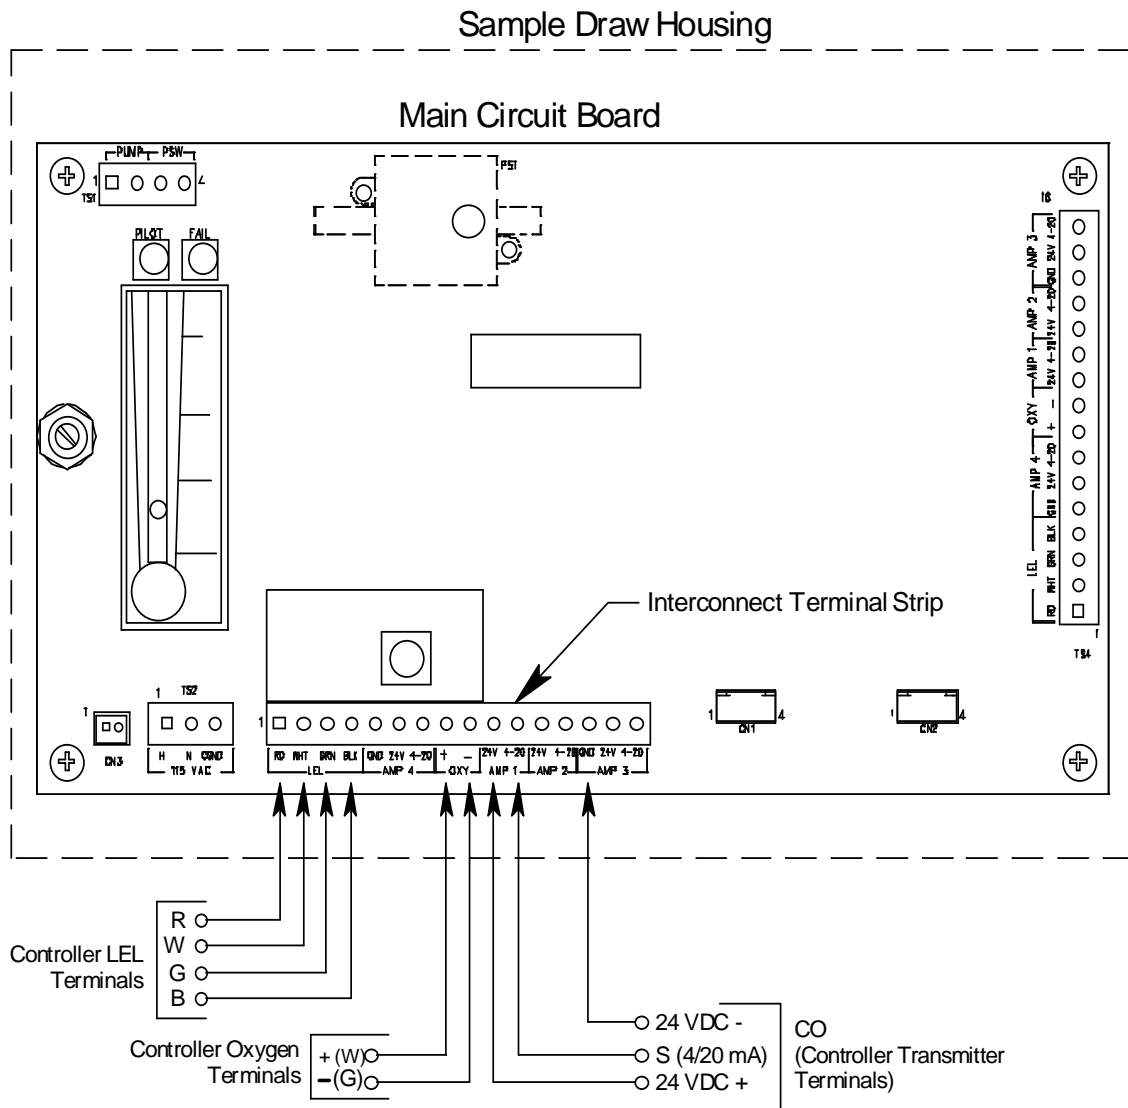 Sample Draw Housing
Main Circuit Board
PUMP PSW
1 4
TS1
PS1
PILOT FAIL
16
AMP 3 4-20 24V GND
AMP 2 4-20 24V
AMP 1 4-20 24V
OXY - +
AMP 4 4-20 24V GND
LEL BLK GRN WHT RD
1
TS4
Interconnect Terminal Strip
1 TS2
1
CN3
H N CGND
115 VAC
1
RD WHT GRN BLK GND 24V 4-20 + - 24V 4-20 24V 4-20 GND 24V 4-20
LEL AMP 4 OXY AMP 1 AMP 2 AMP 3
1 4
CN1
1 4
CN2
R
W
G
B
Controller LEL
Terminals
Controller Oxygen
Terminals
+ (W)
- (G)
24 VDC -
S (4/20 mA)
24 VDC +
CO
(Controller Transmitter
Terminals)